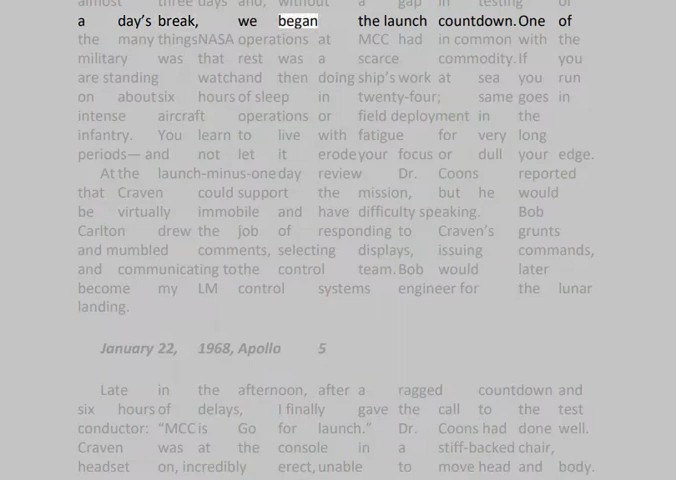 almost three days and, without a gap in testing or
a day's break, we began the launch countdown. One of
the many things NASA operations at MCC had in common with the
military was that rest was a scarce commodity. If you
are standing watch and then doing ship's work at sea you run
on about six hours of sleep in twenty-four; same goes in
intense aircraft operations or field deployment in the
infantry. You learn to live with fatigue for very long
periods— and not let it erode your focus or dull your edge.
At the launch-minus-one day review Dr. Coons reported
that Craven could support the mission, but he would
be virtually immobile and have difficulty speaking. Bob
Carlton drew the job of responding to Craven's grunts
and mumbled comments, selecting displays, issuing commands,
and communicating to the control team. Bob would later
become my LM control systems engineer for the lunar
landing.
January 22, 1968, Apollo 5
Late in the afternoon, after a ragged countdown and
six hours of delays, I finally gave the call to the test
conductor: “MCC is Go for launch.” Dr. Coons had done well.
Craven was at the console in a stiff-backed chair,
headset on, incredibly erect, unable to move head and body.